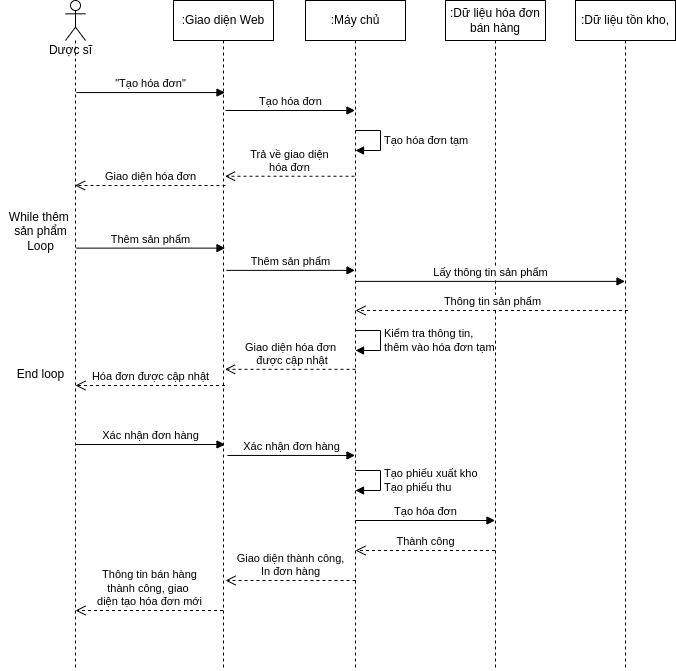 :Giao diện Web
:Máy chủ
:Dữ liệu hóa đơn
bán hàng
:Dữ liệu tồn kho,
Dược sĩ
"Tạo hóa đơn"
Tạo hóa đơn
Tạo hóa đơn tạm
Trả về giao diện
hóa đơn
Giao diện hóa đơn
While thêm
sản phẩm
Loop
Thêm sản phẩm
Thêm sản phẩm
Lấy thông tin sản phẩm
Thông tin sản phẩm
Kiểm tra thông tin,
thêm vào hóa đơn tạm
Giao diện hóa đơn
được cập nhật
End loop
Hóa đơn được cập nhật
Xác nhận đơn hàng
Xác nhận đơn hàng
Tạo phiếu xuất kho
Tạo phiếu thu
Tạo hóa đơn
Thành công
Giao diện thành công,
In đơn hàng
Thông tin bán hàng
thành công, giao
diện tạo hóa đơn mới